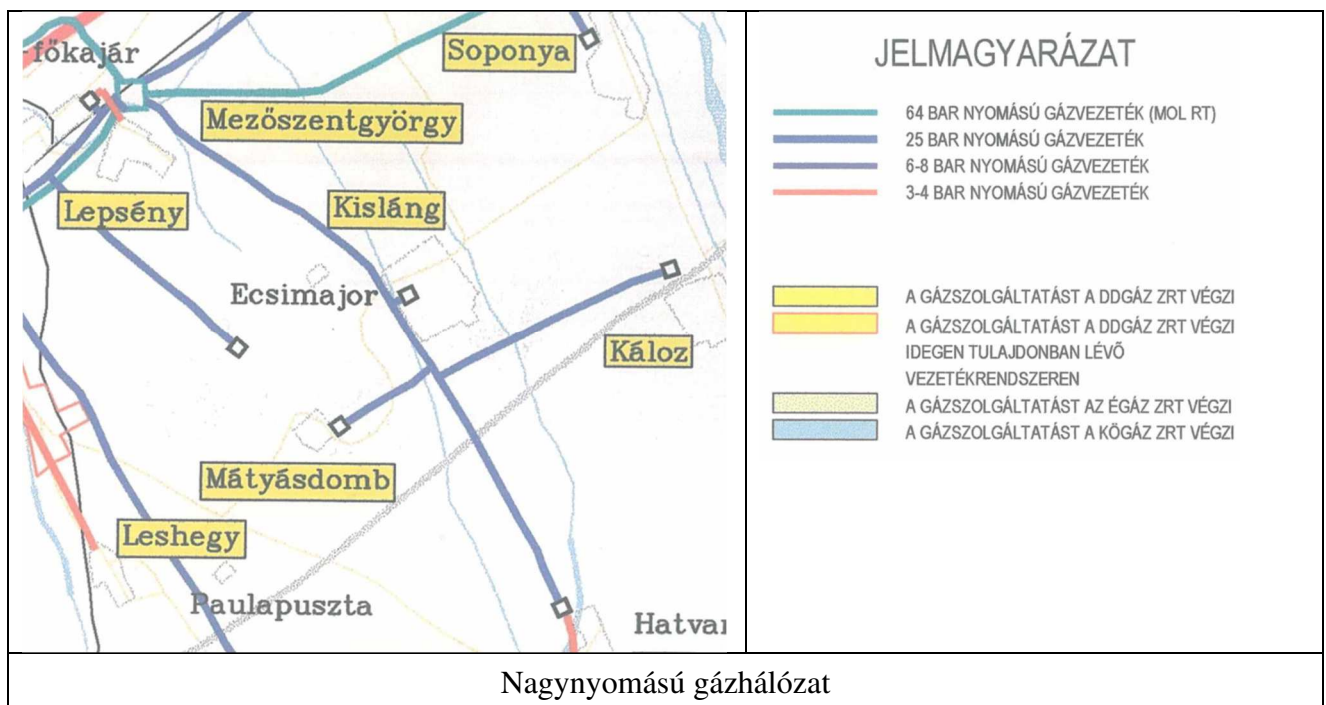 Soponya
főkajár
Mezőszentgyörgy
Lepsény
Kisláng
Ecsimajor
Káloz
Mátyásdomb
Leshegy
Paulapuszta
Hatvan
JELMAGYARÁZAT
64 BAR NYOMÁSÚ GÁZVEZETÉK (MOL RT)
25 BAR NYOMÁSÚ GÁZVEZETÉK
6-8 BAR NYOMÁSÚ GÁZVEZETÉK
3-4 BAR NYOMÁSÚ GÁZVEZETÉK
A GÁZSZOLGÁLTATÁST A DDGÁZ ZRT VÉGZI
A GÁZSZOLGÁLTATÁST A DDGÁZ ZRT VÉGZI
IDEGEN TULAJDONBAN LÉVŐ
VEZETÉKRENDSZEREN
A GÁZSZOLGÁLTATÁST AZ ÉGÁZ ZRT VÉGZI
A GÁZSZOLGÁLTATÁST A KÖGÁZ ZRT VÉGZI
Nagynyomású gázhálózat